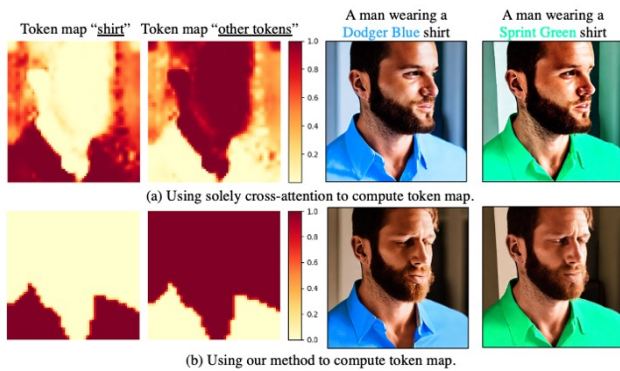 Token map "shirt"
Token map "other tokens"
A man wearing a
Dodger Blue shirt
A man wearing a
Sprint Green shirt
1.0
0.8
0.6
0.4
0.2
(a) Using solely cross-attention to compute token map.
1.0
0.8
0.6
0.4
0.2
0.0
(b) Using our method to compute token map.